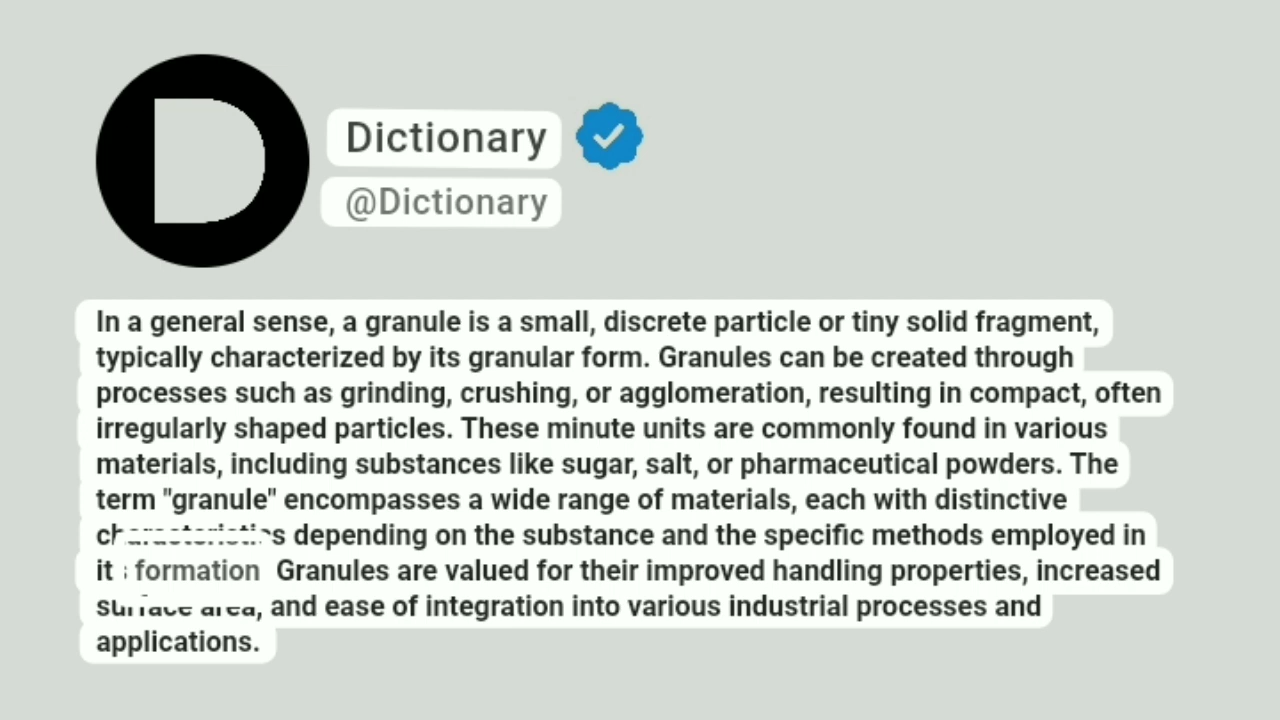 D
Dictionary
@Dictionary
In a general sense, a granule is a small, discrete particle or tiny solid fragment,
typically characterized by its granular form. Granules can be created through
processes such as grinding, crushing, or agglomeration, resulting in compact, often
irregularly shaped particles. These minute units are commonly found in various
materials, including substances like sugar, salt, or pharmaceutical powders. The
term "granule" encompasses a wide range of materials, each with distinctive
characteristics depending on the substance and the specific methods employed in
formation Granules are valued for their improved handling properties, increased
surface area, and ease of integration into various industrial processes and
applications.